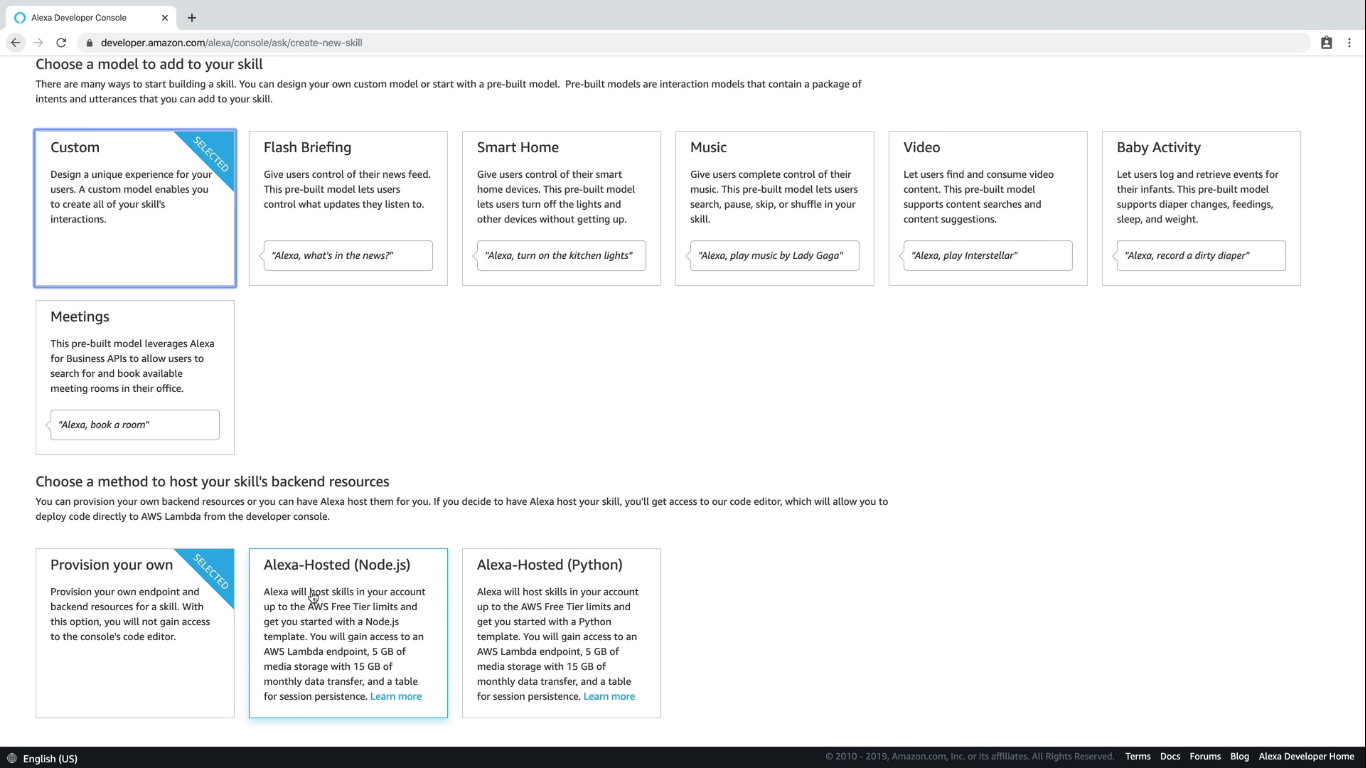 Alexa Developer Console
developer.amazon.com/alexa/console/ask/create-new-skill
Choose a model to add to your skill
There are many ways to start building a skill. You can design your own custom model or start with a pre-built model. Pre-built models are interaction models that contain a package of
intents and utterances that you can add to your skill.
Custom
SELECTED
Design a unique experience for your
users. A custom model enables you
to create all of your skill's
interactions.
Flash Briefing
Give users control of their news feed.
This pre-built model lets users
control what updates they listen to.
"Alexa, what's in the news?"
Smart Home
Give users control of their smart
home devices. This pre-built model
lets users turn off the lights and
other devices without getting up.
"Alexa, turn on the kitchen lights"
Music
Give users complete control of their
music. This pre-built model lets users
search, pause, skip, or shuffle in your
skill.
"Alexa, play music by Lady Gaga"
Video
Let users find and consume video
content. This pre-built model
supports content searches and
content suggestions.
"Alexa, play Interstellar"
Baby Activity
Let users log and retrieve events for
their infants. This pre-built model
supports diaper changes, feedings,
sleep, and weight.
"Alexa, record a dirty diaper"
Meetings
This pre-built model leverages Alexa
for Business APIs to allow users to
search for and book available
meeting rooms in their office.
"Alexa, book a room"
Choose a method to host your skill's backend resources
You can provision your own backend resources or you can have Alexa host them for you. If you decide to have Alexa host your skill, you'll get access to our code editor, which will allow you to
deploy code directly to AWS Lambda from the developer console.
Provision your own
SELECTED
Provision your own endpoint and
backend resources for a skill. With
this option, you will not gain access
to the console's code editor.
Alexa-Hosted (Node.js)
Alexa will host skills in your account
up to the AWS Free Tier limits and
get you started with a Node.js
template. You will gain access to an
AWS Lambda endpoint, 5 GB of
media storage with 15 GB of
monthly data transfer, and a table
for session persistence. Learn more
Alexa-Hosted (Python)
Alexa will host skills in your account
up to the AWS Free Tier limits and
get you started with a Python
template. You will gain access to an
AWS Lambda endpoint, 5 GB of
media storage with 15 GB of
monthly data transfer, and a table
for session persistence. Learn more
English (US)
© 2010 - 2019, Amazon.com, Inc. or its affiliates. All Rights Reserved.
Terms Docs Forums Blog Alexa Developer Home